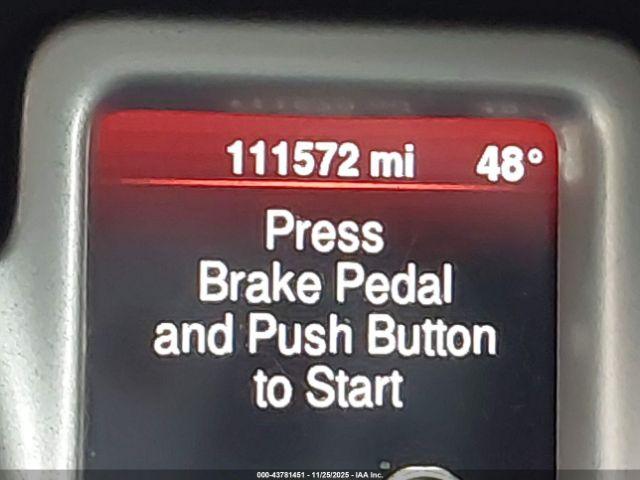 111572 mi 48°
Press
Brake Pedal
and Push Button
to Start
000-43781451 - 11/25/2025 - IAA Inc.